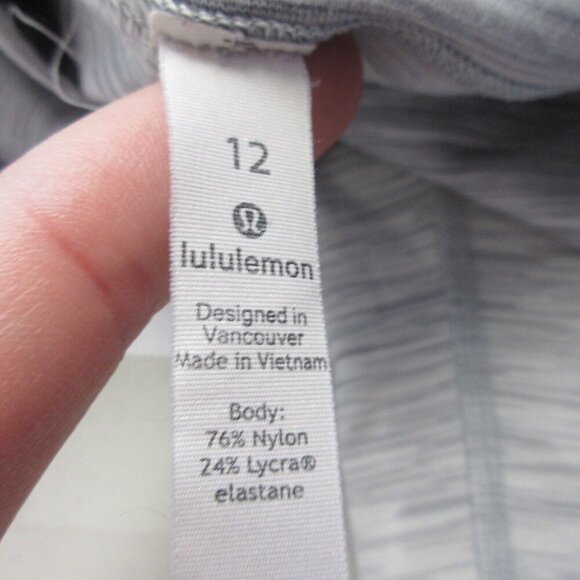 12
lululemon
Designed in
Vancouver
Made in Vietnam
Body:
76% Nylon
24% Lycra®
elastane